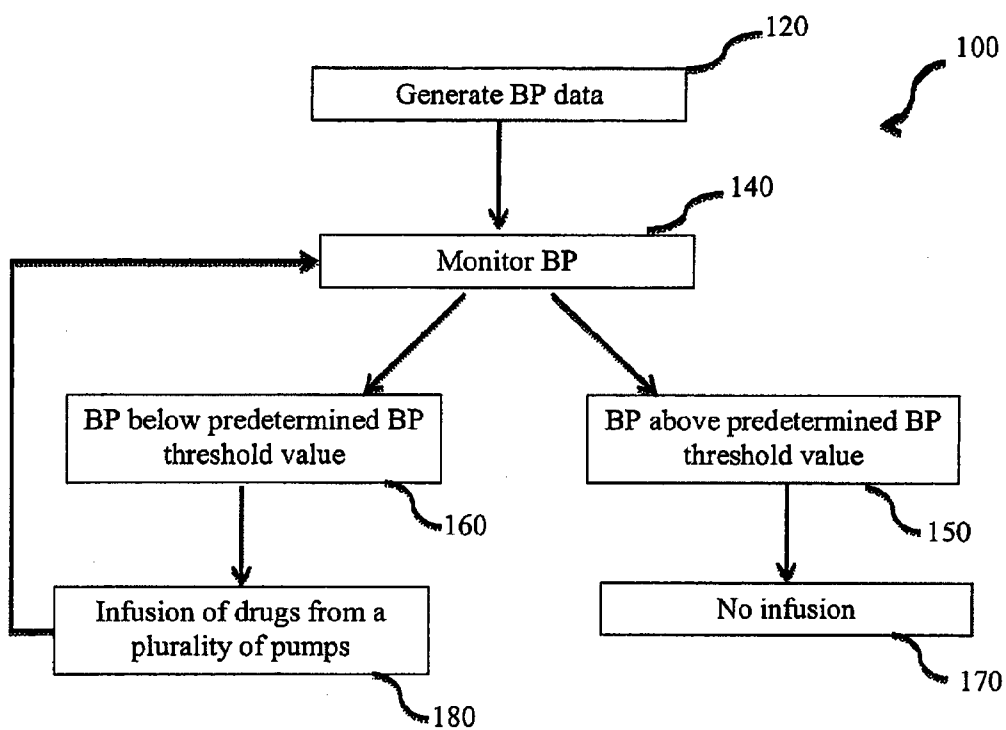 120
100
Generate BP data
140
Monitor BP
BP below predetermined BP
threshold value
BP above predetermined BP
threshold value
160
150
Infusion of drugs from a
plurality of pumps
No infusion
180
170